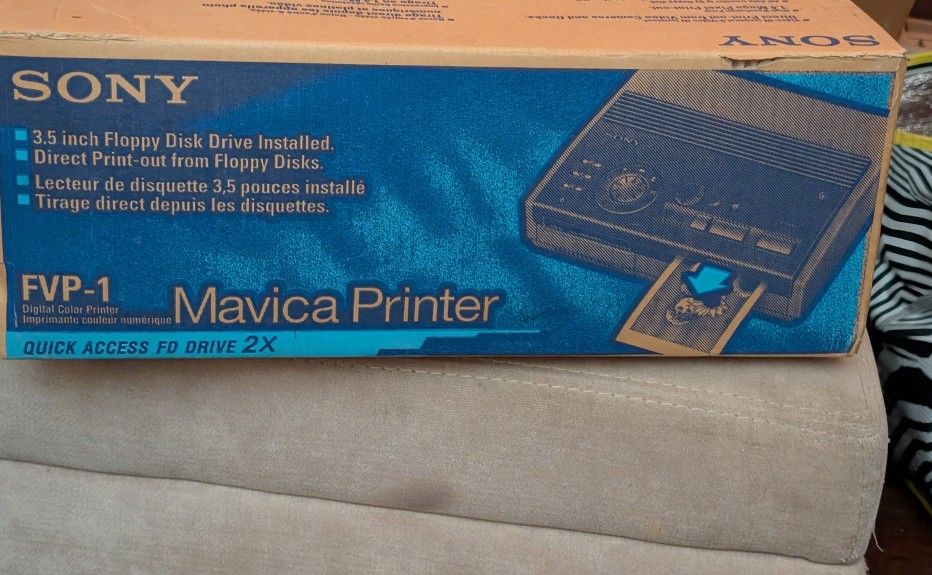 SONY
SONY
3.5 inch Floppy Disk Drive Installed.
Direct Print-out from Floppy Disks.
Lecteur de disquette 3,5 pouces installé
Tirage direct depuis les disquettes.
FVP-1
Digital Color Printer
Imprimante couleur numérique
Mavica Printer
QUICK ACCESS FD DRIVE 2X